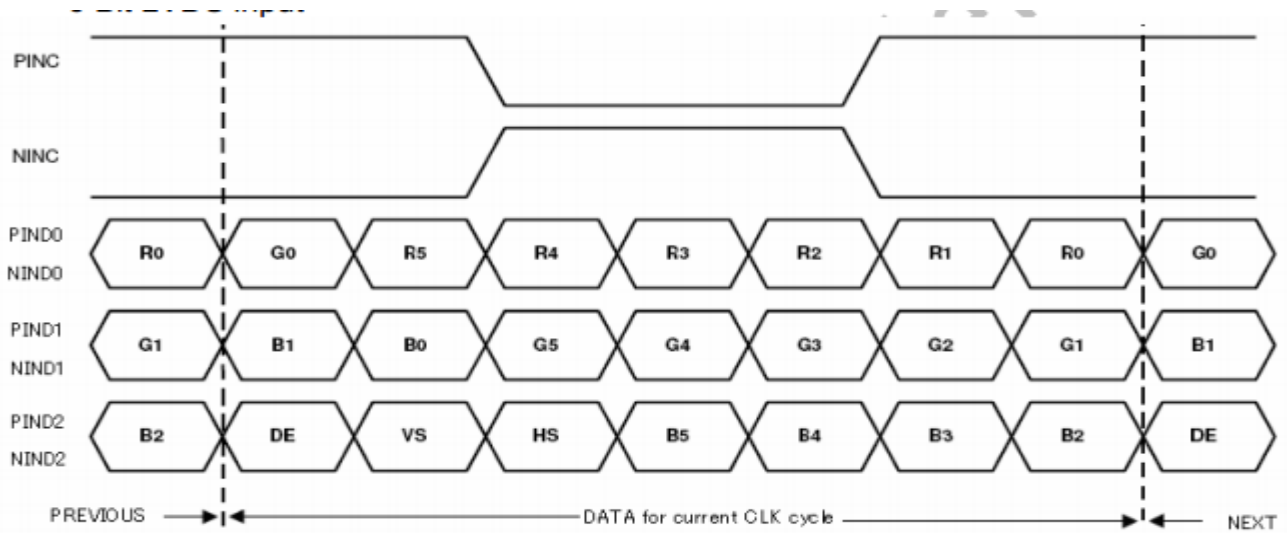 Input
PINC
NINC
PIND0 R0 G0 R5 R4 R3 R2 R1 R0 G0
NIND0
PIND1 G1 B1 B0 G5 G4 G3 G2 G1 B1
NIND1
PIND2 B2 DE VS HS B5 B4 B3 B2 DE
NIND2
PREVIOUS DATA for current CLK cycle NEXT